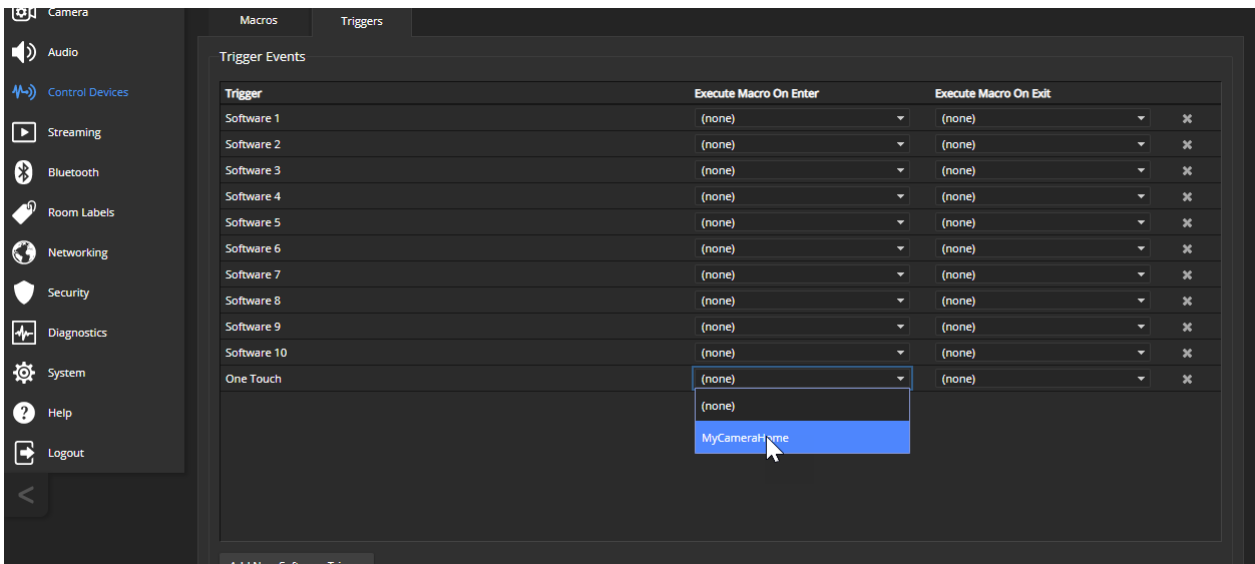 Camera
Macros
Triggers
Audio
Trigger Events
Control Devices
Trigger Execute Macro On Enter Execute Macro On Exit
Software 1 (none) (none)
Streaming
Software 2 (none) (none)
Bluetooth
Software 3 (none) (none)
Software 4 (none) (none)
Room Labels
Software 5 (none) (none)
Networking
Software 6 (none) (none)
Software 7 (none) (none)
Security
Software 8 (none) (none)
Diagnostics
Software 9 (none) (none)
Software 10 (none) (none)
System
One Touch (none) (none)
Help
(none)
MyCameraHome
Logout